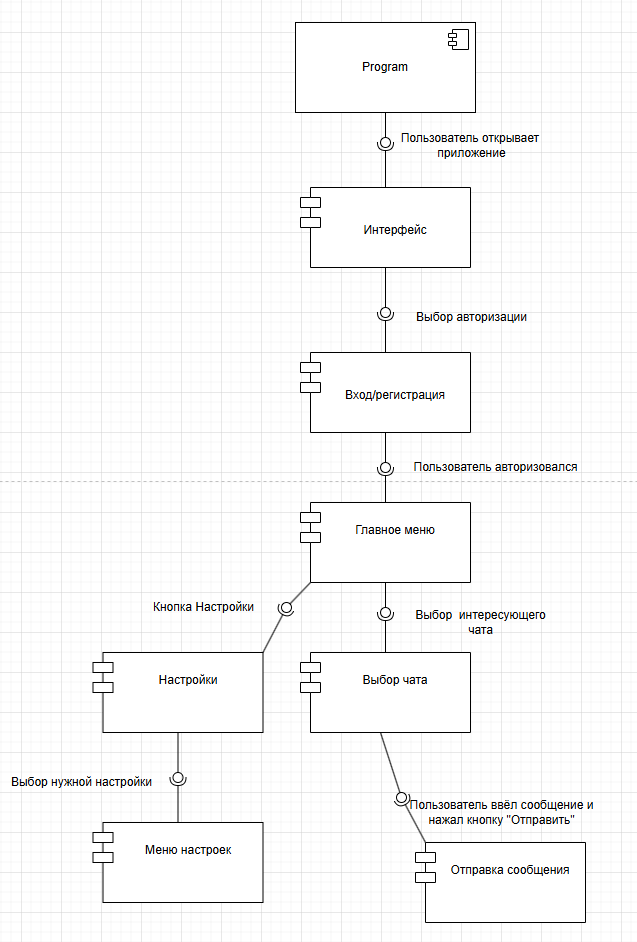 Program
Пользователь открывает
приложение
Интерфейс
Выбор авторизации
Вход/регистрация
Пользователь авторизовался
Главное меню
Кнопка Настройки
Выбор интересующего
чата
Настройки
Выбор чата
Выбор нужной настройки
Пользователь ввёл сообщение и
нажал кнопку "Отправить"
Меню настроек
Отправка сообщения